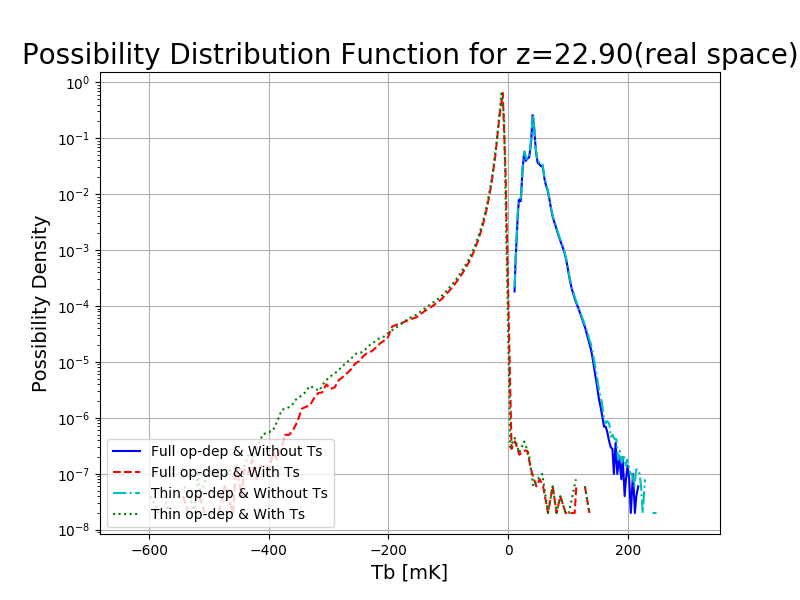 Possibility Distribution Function for z=22.90(real space)
Possibility Density
10⁰
10⁻¹
10⁻²
10⁻³
10⁻⁴
10⁻⁵
10⁻⁶
10⁻⁷
10⁻⁸
Full op-dep & Without Ts
Full op-dep & With Ts
Thin op-dep & Without Ts
Thin op-dep & With Ts
−600 −400 −200 0 200
Tb [mK]